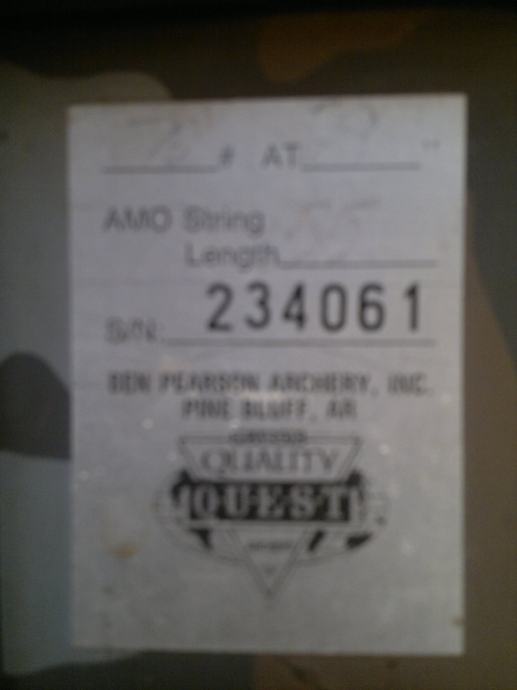 # AT "
AMO String
Length
S/N: 234061
BEN PEARSON ARCHERY, INC.
PINE BLUFF, AR
QUALITY
QUEST